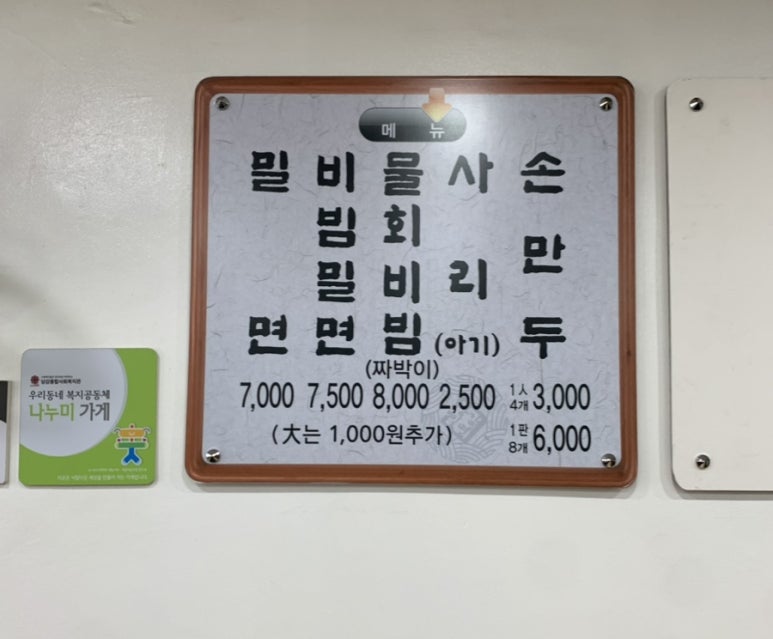 메뉴
밀면
비빔밀면
물회비빔
(짜박이)
사리
(아기)
손만두
7,000 7,500 8,000 2,500 1人 4개 3,000
(大는 1,000원추가)
1판 8개 6,000
우리동네 복지공동체
나누미 가게